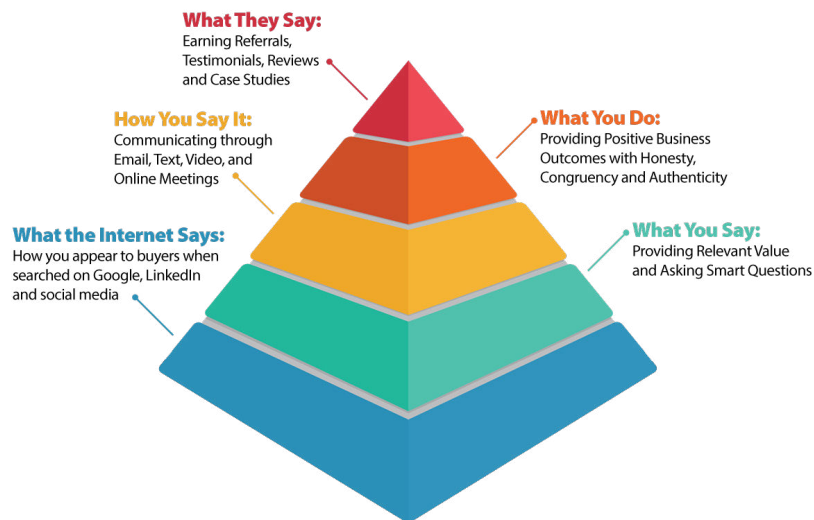 What They Say:
Earning Referrals,
Testimonials, Reviews
and Case Studies
How You Say It:
Communicating through
Email, Text, Video, and
Online Meetings
What You Do:
Providing Positive Business
Outcomes with Honesty,
Congruency and Authenticity
What the Internet Says:
How you appear to buyers when
searched on Google, LinkedIn
and social media
What You Say:
Providing Relevant Value
and Asking Smart Questions